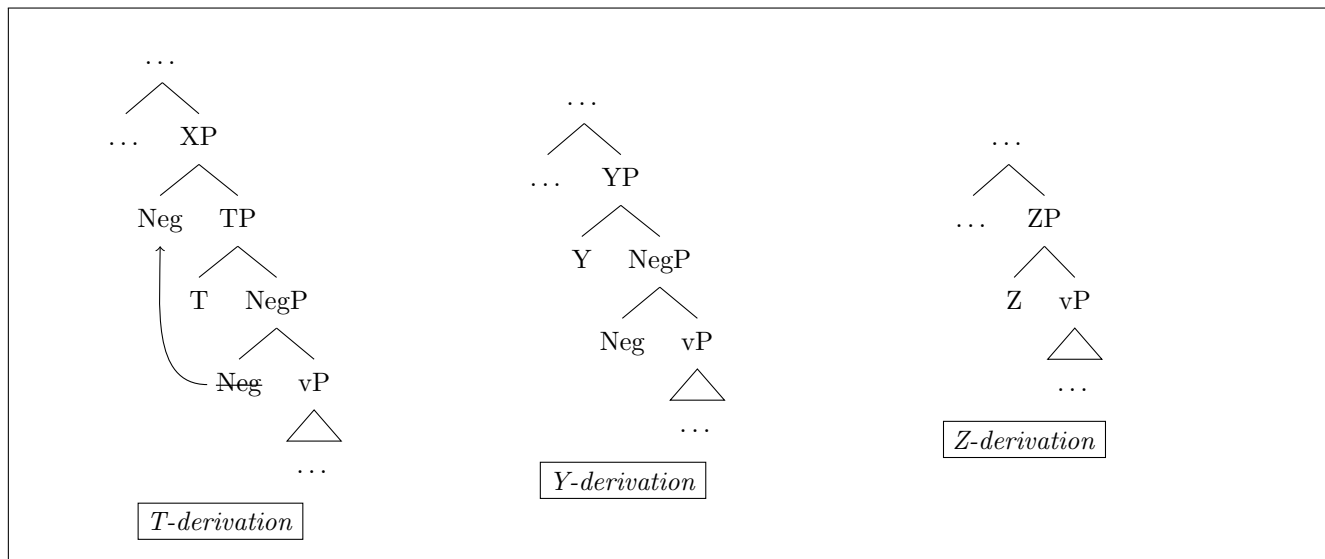 ...
... XP
Neg TP
T NegP
Neg vP
...
T-derivation
...
... YP
Y NegP
Neg vP
...
Y-derivation
...
... ZP
Z vP
...
Z-derivation